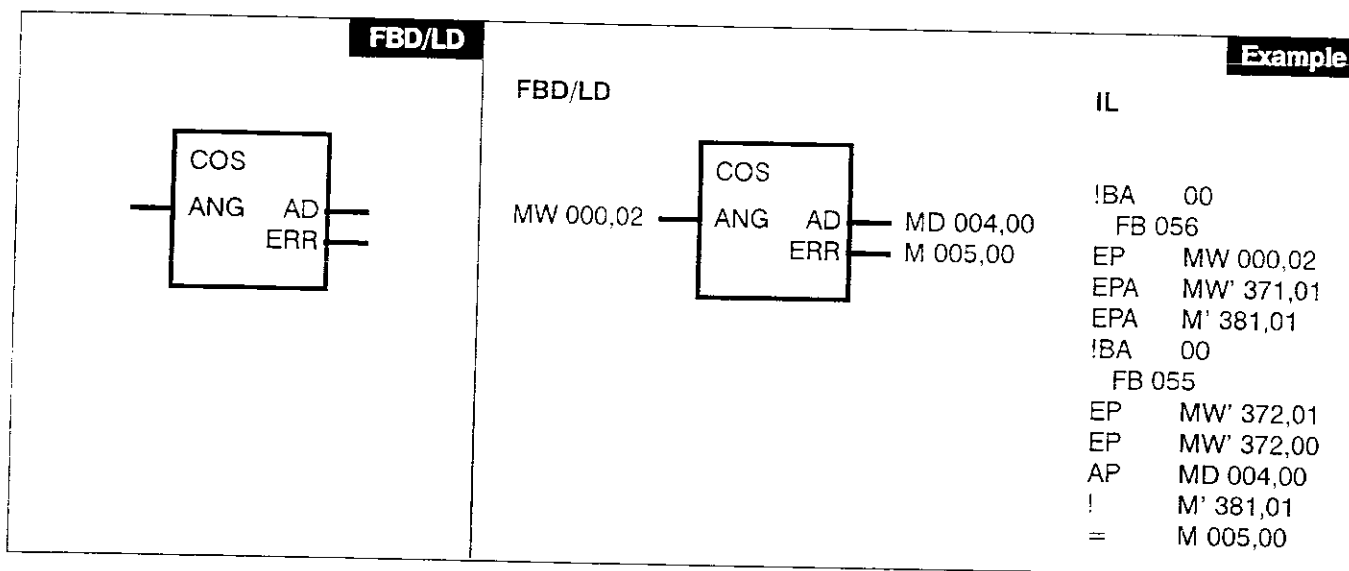 FBD/LD
COS
ANG AD
ERR
Example
FBD/LD
MW 000,02
COS
ANG AD
ERR
MD 004,00
M 005,00
IL
!BA 00
FB 056
EP MW 000,02
EPA MW' 371,01
EPA M' 381,01
!BA 00
FB 055
EP MW' 372,01
EP MW' 372,00
AP MD 004,00
! M' 381,01
= M 005,00